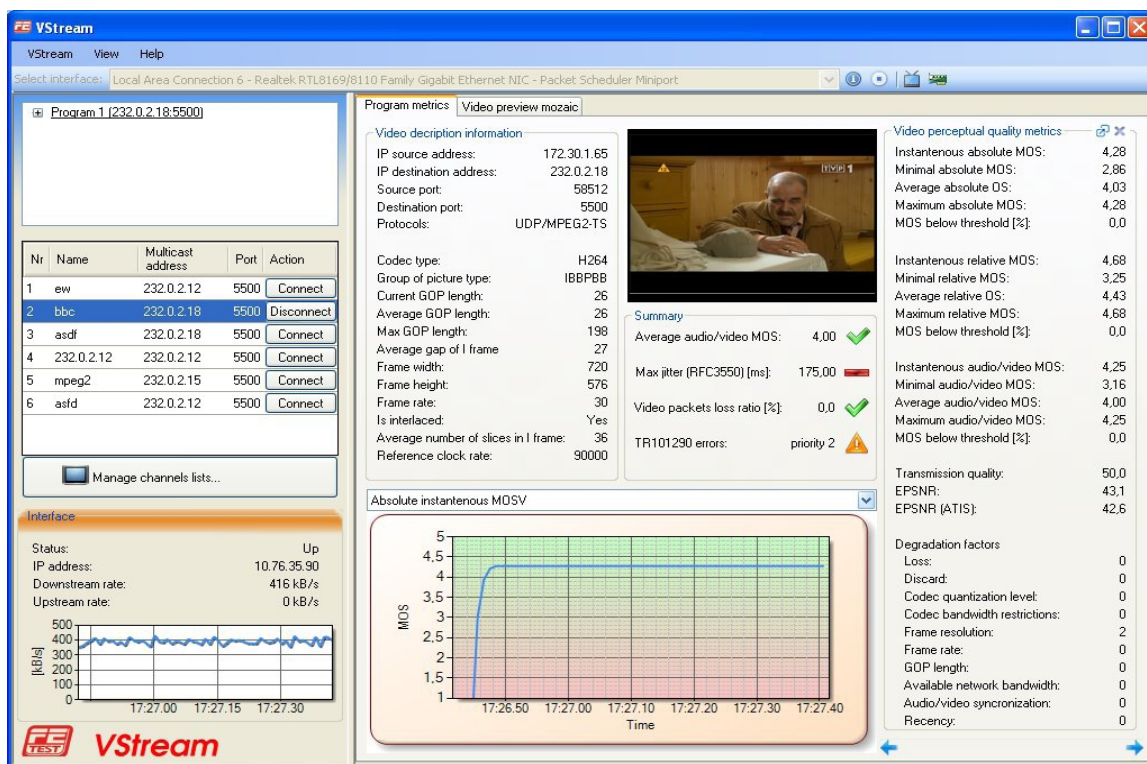 VStream
VStream View Help
Select interface: Local Area Connection 6 - Realtek RTL8169/8110 Family Gigabit Ethernet NIC - Packet Scheduler Miniport
Program 1 (232.0.2.18:5500)
Nr Name Multicast address Port Action
1 ew 232.0.2.12 5500 Connect
2 bbc 232.0.2.18 5500 Disconnect
3 asdf 232.0.2.18 5500 Connect
4 232.0.2.12 232.0.2.12 5500 Connect
5 mpeg2 232.0.2.15 5500 Connect
6 asfd 232.0.2.12 5500 Connect
Manage channels lists...
Interface
Status: Up
IP address: 10.76.35.90
Downstream rate: 416 kB/s
Upstream rate: 0 kB/s
[kB/s]
500
400
300
200
100
0
17:27.00 17:27.15 17:27.30
TEST VStream
Program metrics Video preview mozaic
Video decription information
IP source address: 172.30.1.65
IP destination address: 232.0.2.18
Source port: 58512
Destination port: 5500
Protocols: UDP/MPEG2-TS
Codec type: H264
Group of picture type: IBBPBB
Current GOP length: 26
Average GOP length: 26
Max GOP length: 198
Average gap of I frame 27
Frame width: 720
Frame height: 576
Frame rate: 30
Is interlaced: Yes
Average number of slices in I frame: 36
Reference clock rate: 90000
TVP 1
Summary
Average audio/video MOS: 4,00
Max jitter (RFC3550) [ms]: 175,00
Video packets loss ratio [%]: 0,0
TR101290 errors: priority 2
Absolute instantenous MOSV
MOS
5
4,5
4
3,5
3
2,5
2
1,5
1
17:26.50 17:27.00 17:27.10 17:27.20 17:27.30 17:27.40
Time
Video perceptual quality metrics
Instantenous absolute MOS: 4,28
Minimal absolute MOS: 2,86
Average absolute OS: 4,03
Maximum absolute MOS: 4,28
MOS below threshold [%]: 0,0
Instantenous relative MOS: 4,68
Minimal relative MOS: 3,25
Average relative OS: 4,43
Maximum relative MOS: 4,68
MOS below threshold [%]: 0,0
Instantenous audio/video MOS: 4,25
Minimal audio/video MOS: 3,16
Average audio/video MOS: 4,00
Maximum audio/video MOS: 4,25
MOS below threshold [%]: 0,0
Transmission quality: 50,0
EPSNR: 43,1
EPSNR (ATIS): 42,6
Degradation factors
Loss: 0
Discard: 0
Codec quantization level: 0
Codec bandwidth restrictions: 0
Frame resolution: 2
Frame rate: 0
GOP length: 0
Available network bandwidth: 0
Audio/video syncronization: 0
Recency: 0